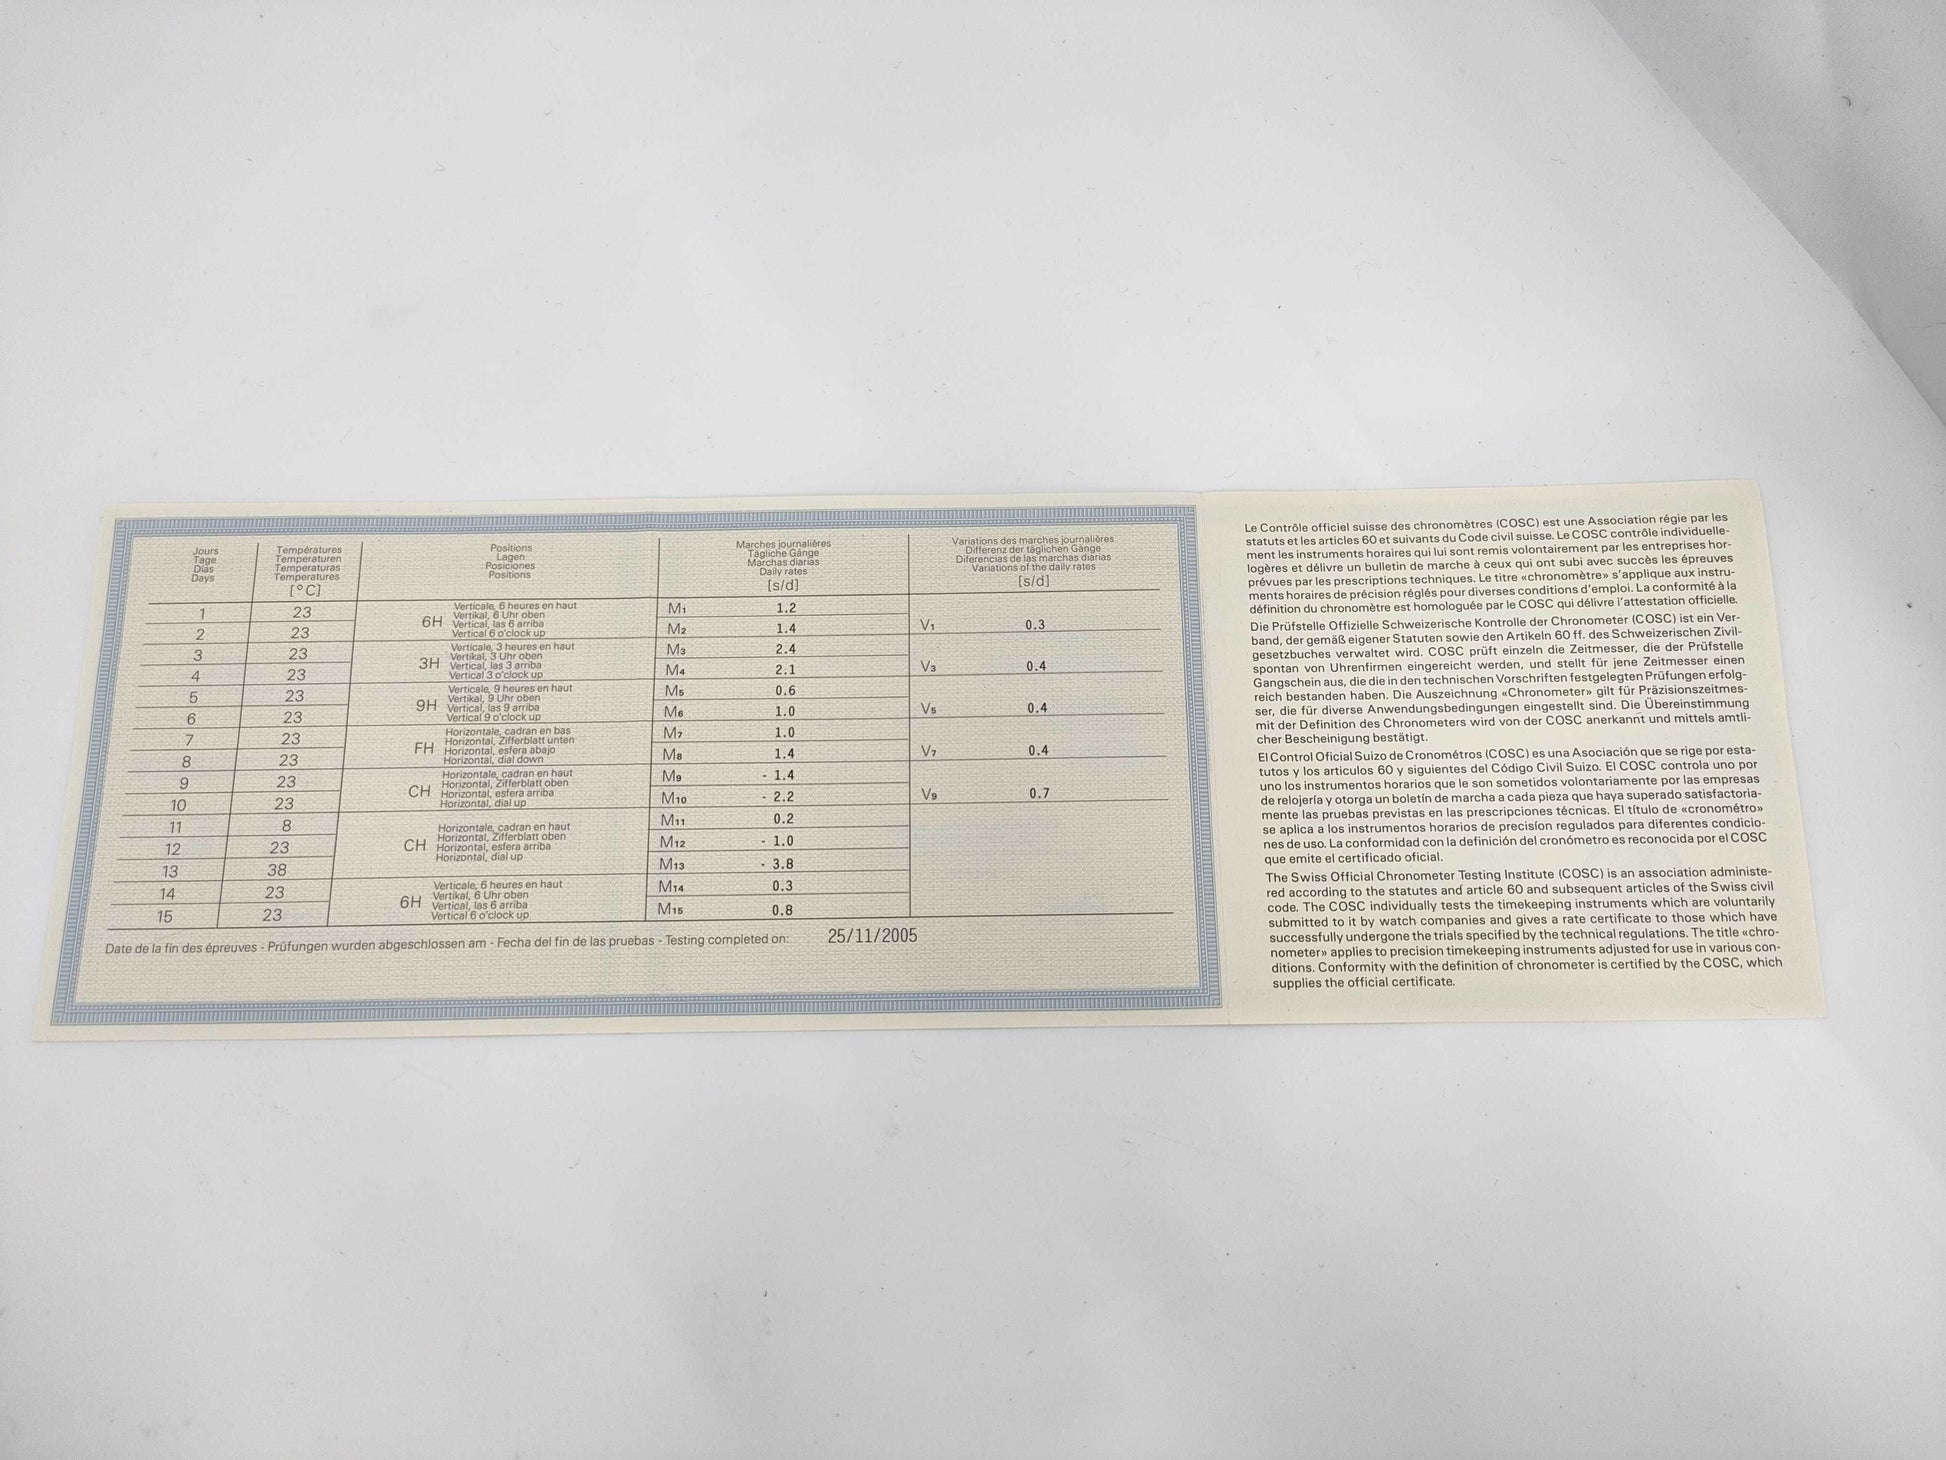 Jours
Tage
Días
Days
Températures
Temperaturen
Temperaturas
Temperatures
[°C]
Positions
Lagen
Posiciones
Positions
Marches journalières
Tägliche Gänge
Marchas diarias
Daily rates
[s/d]
Variations des marches journalières
Differenz der täglichen Gänge
Diferencias de las marchas diarias
Variations of the daily rates
[s/d]
1 23 M1 1.2
2 23 M2 1.4
6H Verticale, 6 heures en haut
Vertikal, 6 Uhr oben
Vertical, las 6 arriba
Vertical 6 o'clock up
V1 0.3
3 23 M3 2.4
4 23 M4 2.1
3H Verticale, 3 heures en haut
Vertikal, 3 Uhr oben
Vertical, las 3 arriba
Vertical 3 o'clock up
V3 0.4
5 23 M5 0.6
6 23 M6 1.0
9H Verticale, 9 heures en haut
Vertikal, 9 Uhr oben
Vertical, las 9 arriba
Vertical 9 o'clock up
V5 0.4
7 23 M7 1.0
8 23 M8 1.4
FH Horizontale, cadran en bas
Horizontal, Zifferblatt unten
Horizontal, esfera abajo
Horizontal, dial down
V7 0.4
9 23 M9 - 1.4
10 23 M10 - 2.2
CH Horizontale, cadran en haut
Horizontal, Zifferblatt oben
Horizontal, esfera arriba
Horizontal, dial up
V9 0.7
11 8 M11 0.2
12 23 M12 - 1.0
13 38 M13 - 3.8
CH Horizontale, cadran en haut
Horizontal, Zifferblatt oben
Horizontal, esfera arriba
Horizontal, dial up
14 23 M14 0.3
15 23 M15 0.8
6H Verticale, 6 heures en haut
Vertikal, 6 Uhr oben
Vertical, las 6 arriba
Vertical 6 o'clock up
Date de la fin des épreuves - Prüfungen wurden abgeschlossen am - Fecha del fin de las pruebas - Testing completed on: 25/11/2005
Le Contrôle officiel suisse des chronomètres (COSC) est une Association régie par les
statuts et les articles 60 et suivants du Code civil suisse. Le COSC contrôle individuelle-
ment les instruments horaires qui lui sont remis volontairement par les entreprises hor-
logères et délivre un bulletin de marche à ceux qui ont subi avec succès les épreuves
prévues par les prescriptions techniques. Le titre «chronomètre» s'applique aux instru-
ments horaires de précision réglés pour diverses conditions d'emploi. La conformité à la
définition du chronomètre est homologuée par le COSC qui délivre l'attestation officielle.
Die Prüfstelle Offizielle Schweizerische Kontrolle der Chronometer (COSC) ist ein Ver-
band, der gemäß eigener Statuten sowie den Artikeln 60 ff. des Schweizerischen Zivil-
gesetzbuches verwaltet wird. COSC prüft einzeln die Zeitmesser, die der Prüfstelle
spontan von Uhrenfirmen eingereicht werden, und stellt für jene Zeitmesser einen
Gangschein aus, die die in den technischen Vorschriften festgelegten Prüfungen erfolg-
reich bestanden haben. Die Auszeichnung «Chronometer» gilt für Präzisionszeitmes-
ser, die für diverse Anwendungsbedingungen eingestellt sind. Die Übereinstimmung
mit der Definition des Chronometers wird von der COSC anerkannt und mittels amtli-
cher Bescheinigung bestätigt.
El Control Oficial Suizo de Cronométros (COSC) es una Asociación que se rige por esta-
tutos y los articulos 60 y siguientes del Código Civil Suizo. El COSC controla uno por
uno los instrumentos horarios que le son sometidos volontariamente por las empresas
de relojería y otorga un boletín de marcha a cada pieza que haya superado satisfactoria-
mente las pruebas previstas en las prescripciones técnicas. El título de «cronométro»
se aplica a los instrumentos horarios de precisíon regulados para diferentes condicio-
nes de uso. La conformidad con la definición del cronómetro es reconocida por el COSC
que emite el certificado oficial.
The Swiss Official Chronometer Testing Institute (COSC) is an association administe-
red according to the statutes and article 60 and subsequent articles of the Swiss civil
code. The COSC individually tests the timekeeping instruments which are voluntarily
submitted to it by watch companies and gives a rate certificate to those which have
successfully undergone the trials specified by the technical regulations. The title «chro-
nometer» applies to precision timekeeping instruments adjusted for use in various con-
ditions. Conformity with the definition of chronometer is certified by the COSC, which
supplies the official certificate.